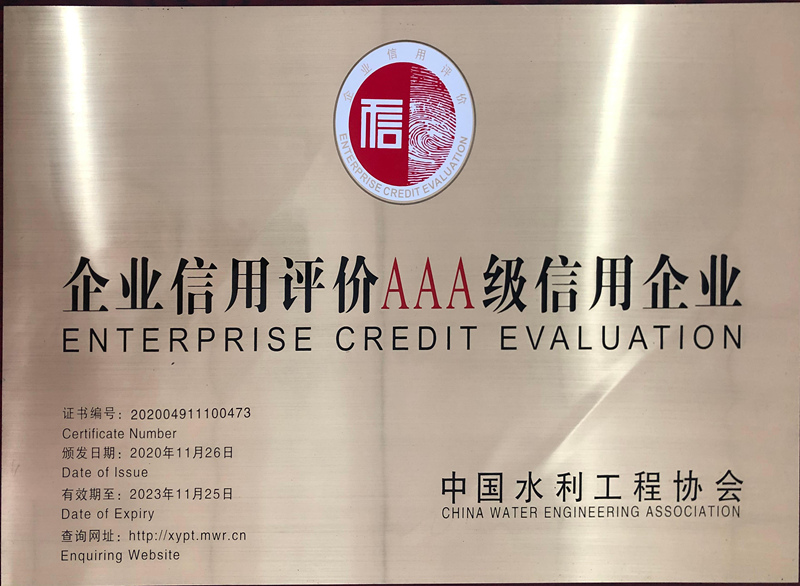 企业信用评价
信
ENTERPRISE CREDIT EVALUATION
企业信用评价AAA级信用企业
ENTERPRISE CREDIT EVALUATION
证书编号：202004911100473
Certificate Number
颁发日期：2020年11月26日
Date of Issue
有效期至：2023年11月25日
Date of Expiry
查询网址：http://xypt.mwr.cn
Enquiring Website
中国水利工程协会
CHINA WATER ENGINEERING ASSOCIATION